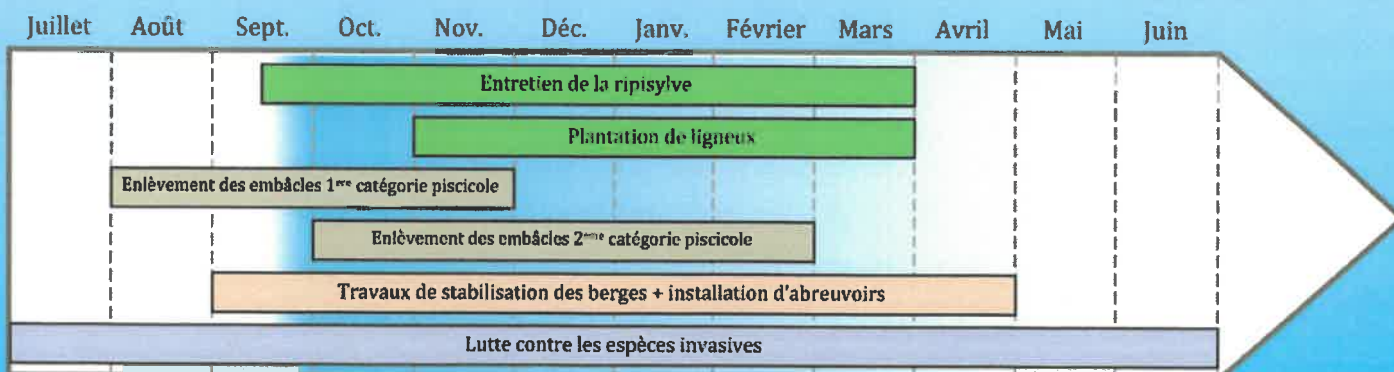 Juillet Août Sept. Oct. Nov. Déc. Janv. Février Mars Avril Mai Juin
Entretien de la ripisylve
Plantation de ligneux
Enlèvement des embâcles 1ère catégorie piscicole
Enlèvement des embâcles 2ème catégorie piscicole
Travaux de stabilisation des berges + installation d'abreuvoirs
Lutte contre les espèces invasives